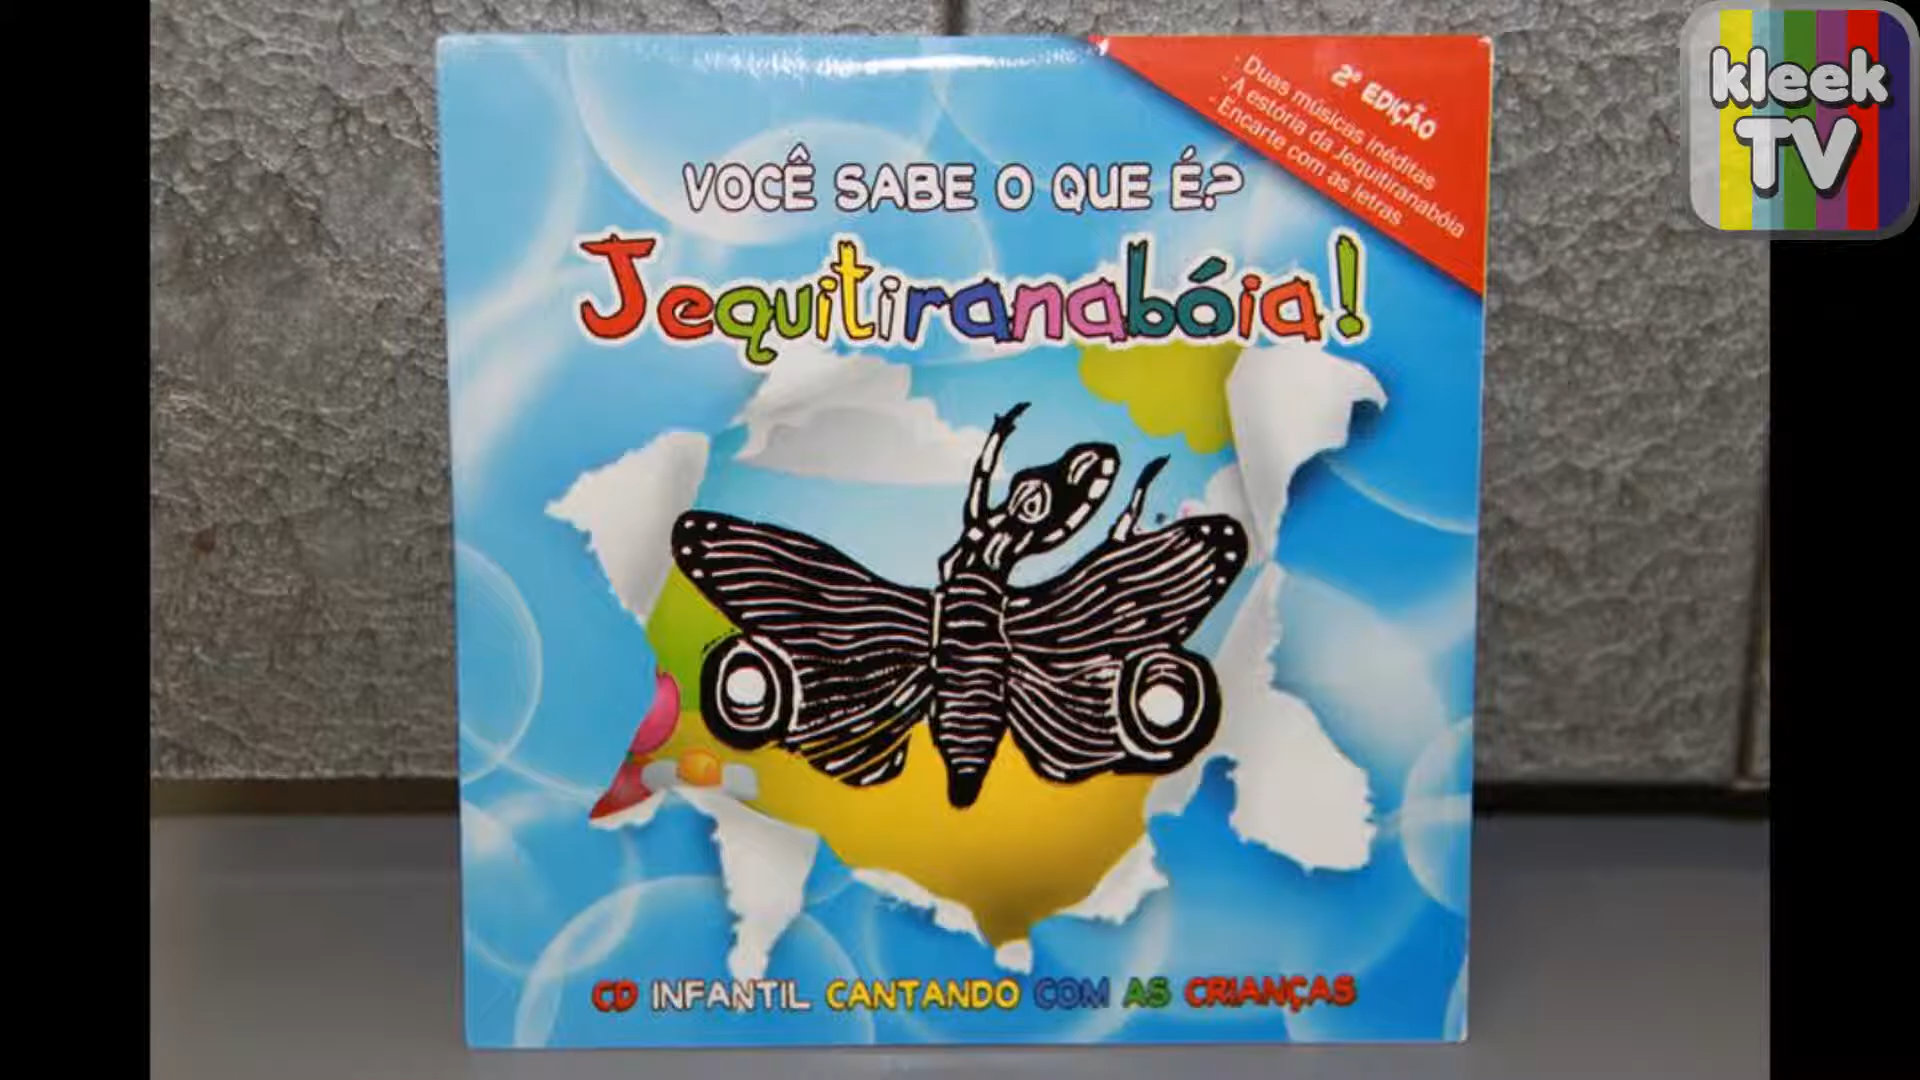 kleek
TV
2ª EDIÇÃO
- Duas músicas inéditas
- A estória da Jequitiranabóia
- Encarte com as letras
VOCÊ SABE O QUE É?
Jequitiranabóia!
CD INFANTIL CANTANDO COM AS CRIANÇAS